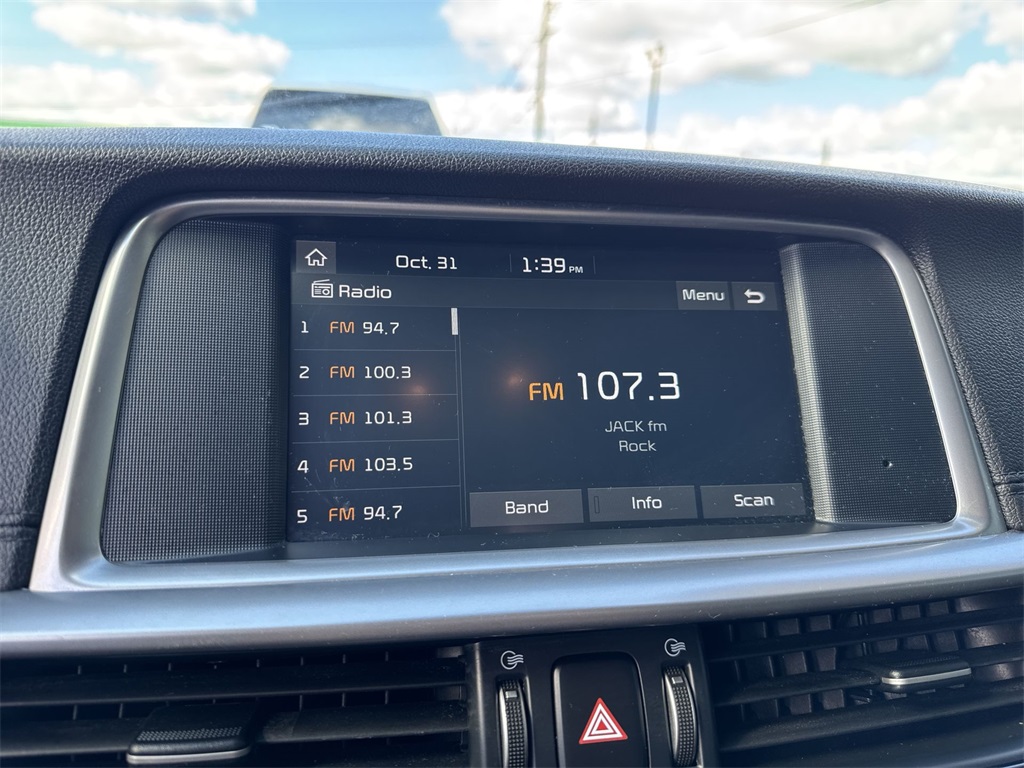 Oct. 31 1:39 PM
Radio Menu
1 FM 94.7
2 FM 100.3
3 FM 101.3
4 FM 103.5
5 FM 94.7
FM 107.3
JACK fm
Rock
Band Info Scan